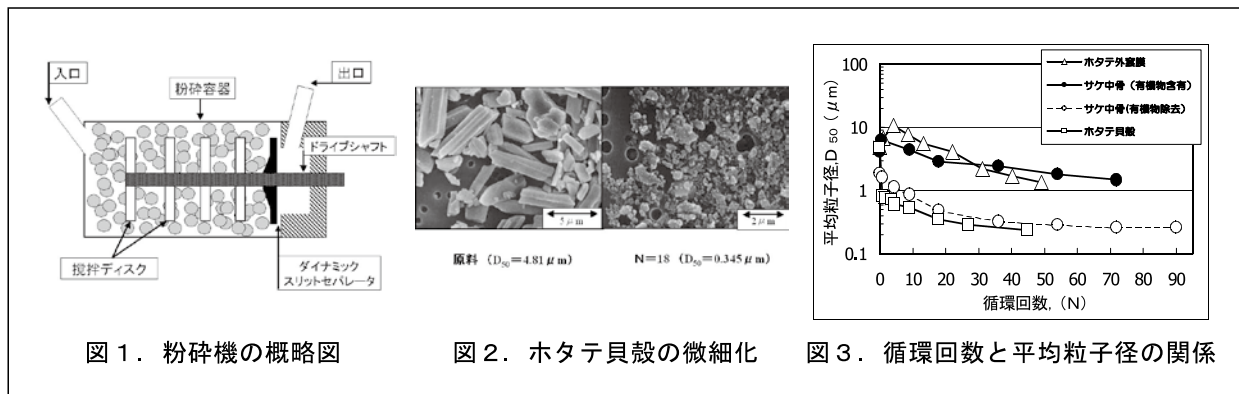 入口
粉砕容器
出口
ドライブシャフト
撹拌ディスク
ダイナミック
スリットセパレータ
図1．粉砕機の概略図
5μm
2μm
原料 (D50＝4.81μm)
N＝18 (D50＝0.345μm)
図2．ホタテ貝殻の微細化
ホタテ外套膜
サケ中骨（有機物含有）
サケ中骨(有機物除去)
ホタテ貝殻
平均粒子径,D50(μm)
100
10
1
0.1
0 10 20 30 40 50 60 70 80 90
循環回数,（N）
図3．循環回数と平均粒子径の関係